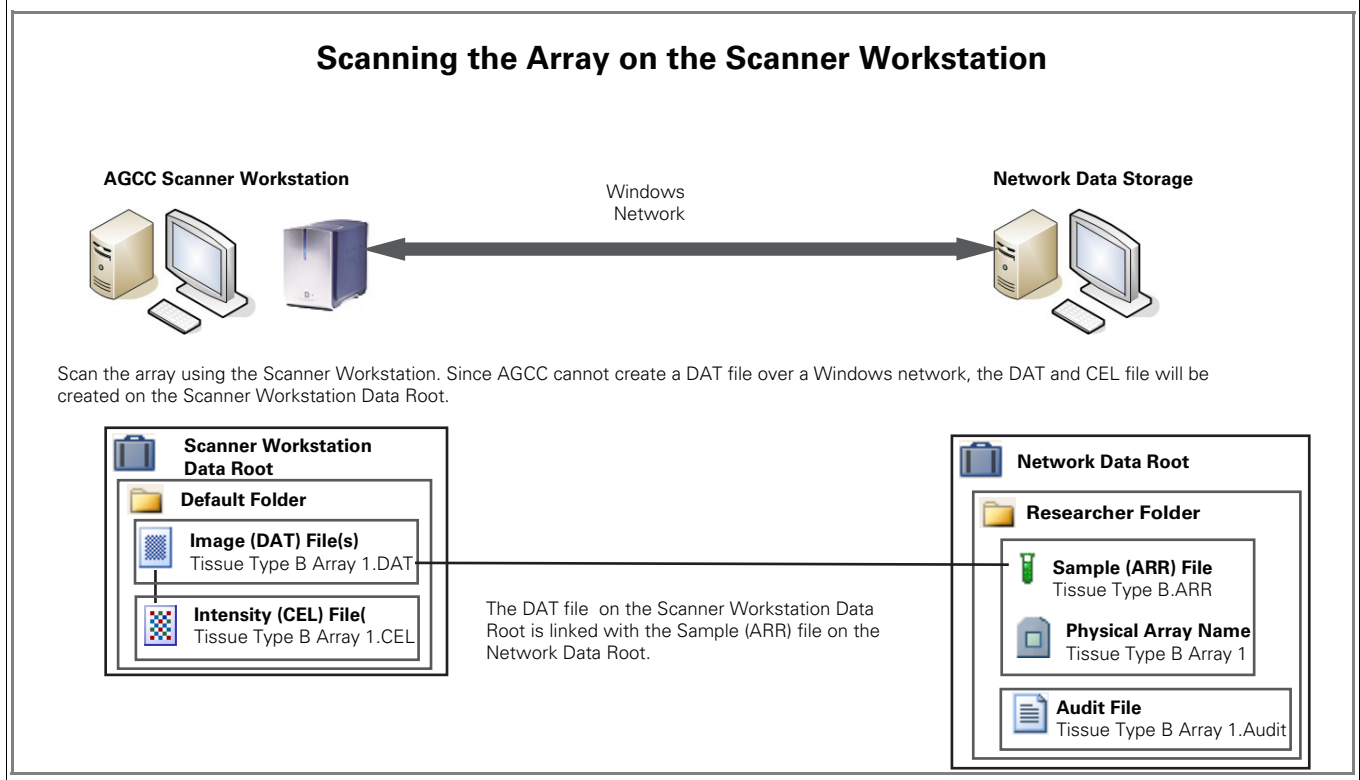 Scanning the Array on the Scanner Workstation
AGCC Scanner Workstation
Windows
Network
Network Data Storage
Scan the array using the Scanner Workstation. Since AGCC cannot create a DAT file over a Windows network, the DAT and CEL file will be
created on the Scanner Workstation Data Root.
Scanner Workstation
Data Root
Default Folder
Image (DAT) File(s)
Tissue Type B Array 1.DAT
Intensity (CEL) File(
Tissue Type B Array 1.CEL
The DAT file  on the Scanner Workstation Data
Root is linked with the Sample (ARR) file on the
Network Data Root.
Network Data Root
Researcher Folder
Sample (ARR) File
Tissue Type B.ARR
Physical Array Name
Tissue Type B Array 1
Audit File
Tissue Type B Array 1.Audit